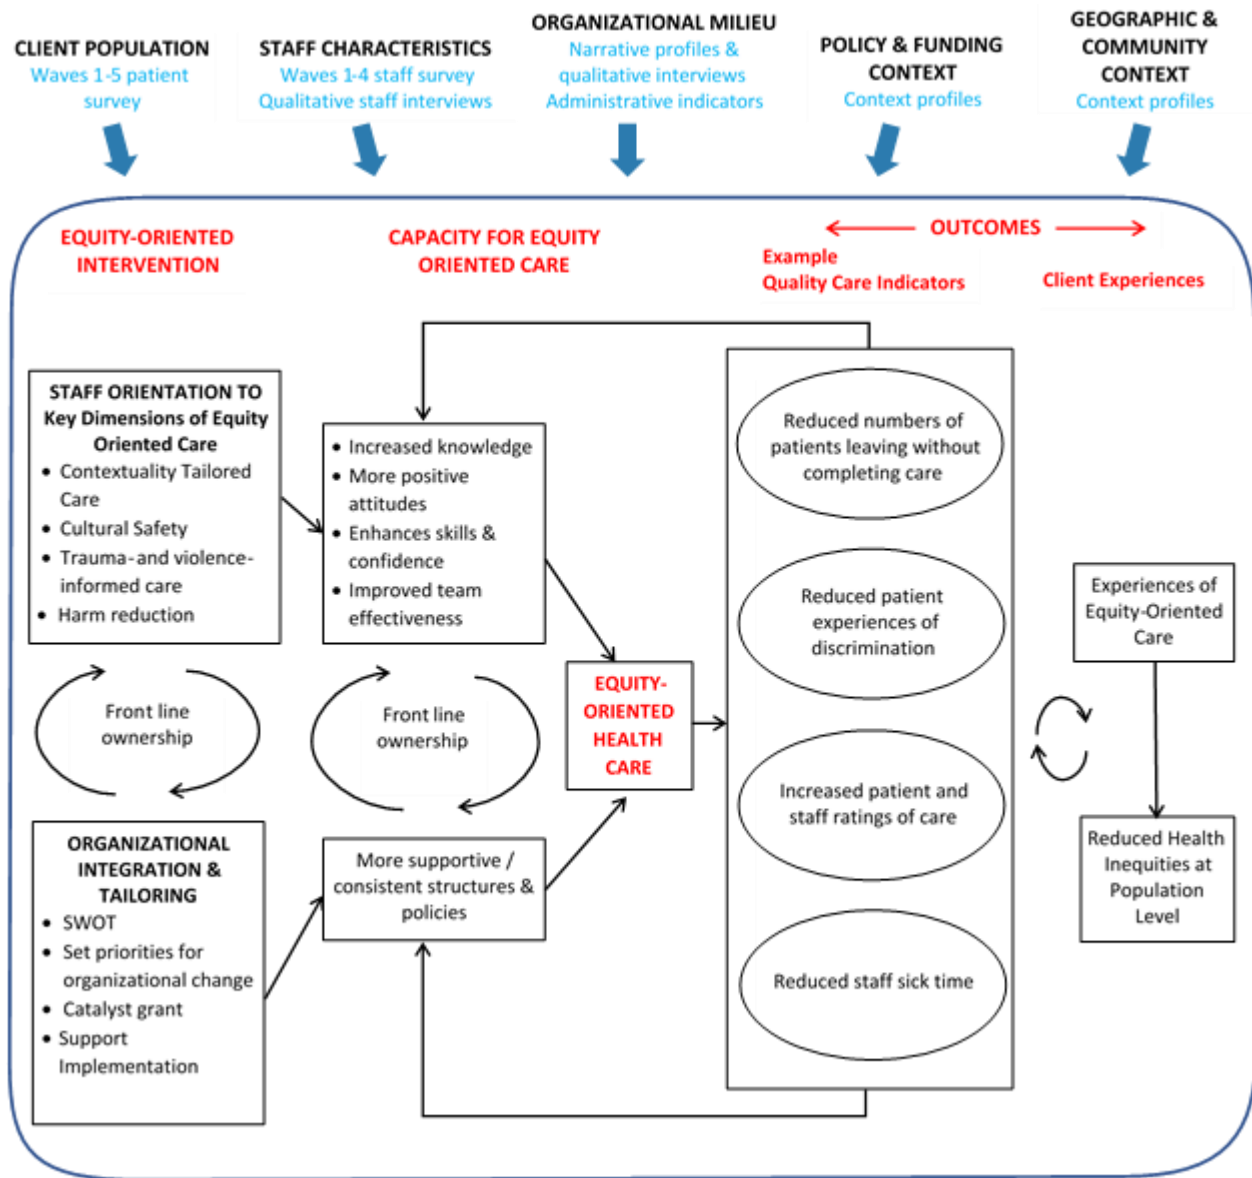 CLIENT POPULATION
Waves 1-5 patient
survey
STAFF CHARACTERISTICS
Waves 1-4 staff survey
Qualitative staff interviews
ORGANIZATIONAL MILIEU
Narrative profiles &
qualitative interviews
Administrative indicators
POLICY & FUNDING
CONTEXT
Context profiles
GEOGRAPHIC &
COMMUNITY
CONTEXT
Context profiles
EQUITY-ORIENTED
INTERVENTION
CAPACITY FOR EQUITY
ORIENTED CARE
OUTCOMES
Example
Quality Care Indicators
Client Experiences
STAFF ORIENTATION TO
Key Dimensions of Equity
Oriented Care
• Contextuality Tailored
Care
• Cultural Safety
• Trauma-and violence-
informed care
• Harm reduction
Front line
ownership
ORGANIZATIONAL
INTEGRATION &
TAILORING
• SWOT
• Set priorities for
organizational change
• Catalyst grant
• Support
Implementation
• Increased knowledge
• More positive
attitudes
• Enhances skills &
confidence
• Improved team
effectiveness
Front line
ownership
More supportive /
consistent structures &
policies
EQUITY-
ORIENTED
HEALTH
CARE
Reduced numbers of
patients leaving without
completing care
Reduced patient
experiences of
discrimination
Increased patient and
staff ratings of care
Reduced staff sick time
Experiences of
Equity-Oriented
Care
Reduced Health
Inequities at
Population
Level